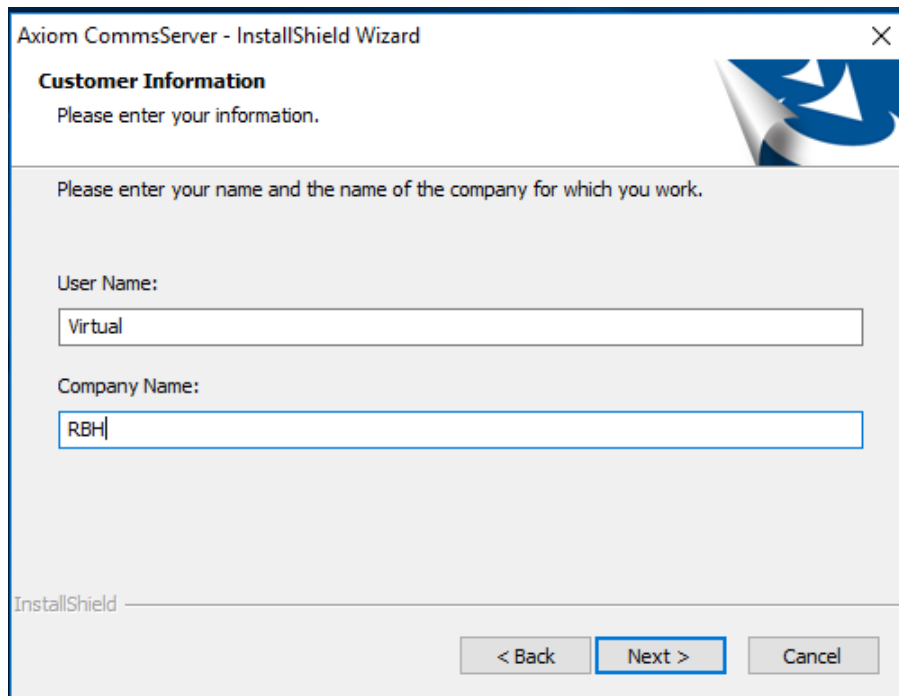 Axiom CommsServer - InstallShield Wizard
Customer Information
Please enter your information.
Please enter your name and the name of the company for which you work.
User Name:
Virtual
Company Name:
RBH
InstallShield
< Back Next > Cancel